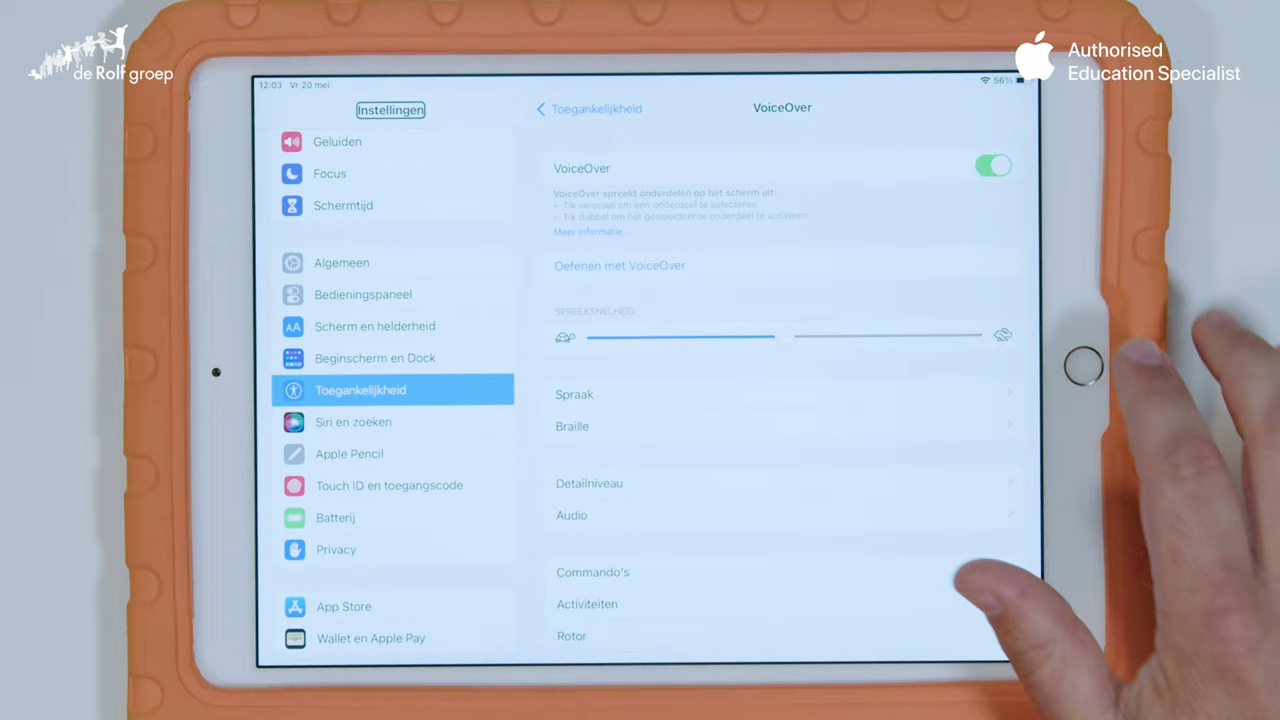 de Rolf groep
Authorised
Education Specialist
12:03 Vr 20 mei
56%
Instellingen
Geluiden
Focus
Schermtijd
Algemeen
Bedieningspaneel
Scherm en helderheid
Beginscherm en Dock
Toegankelijkheid
Siri en zoeken
Apple Pencil
Touch ID en toegangscode
Batterij
Privacy
App Store
Wallet en Apple Pay
Toegankelijkheid
VoiceOver
VoiceOver
VoiceOver spreekt onderdelen op het scherm uit:
• Tik eenmaal om een onderdeel te selecteren.
• Tik dubbel om het geselecteerde onderdeel te activeren.
Meer informatie...
Oefenen met VoiceOver
SPREEKSNELHEID
Spraak
Braille
Detailniveau
Audio
Commando's
Activiteiten
Rotor